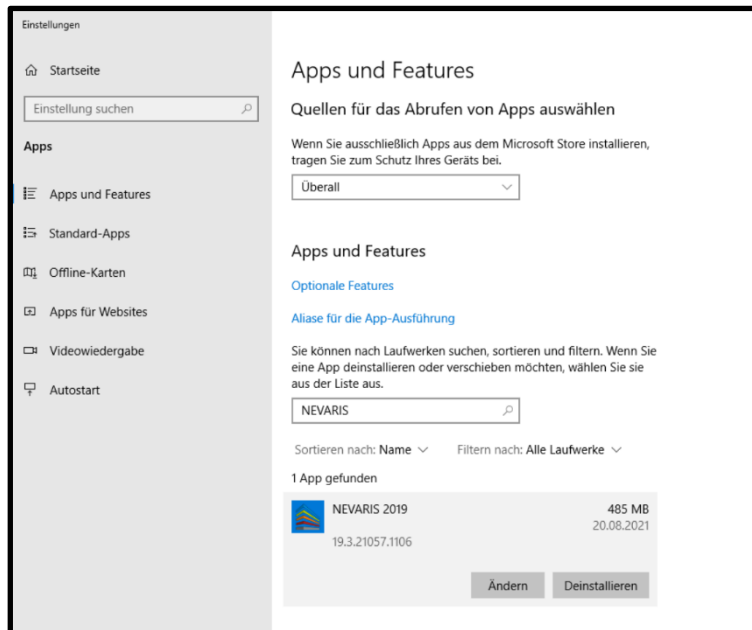 Einstellungen
Startseite
Einstellung suchen
Apps
Apps und Features
Standard-Apps
Offline-Karten
Apps für Websites
Videowiedergabe
Autostart
Apps und Features
Quellen für das Abrufen von Apps auswählen
Wenn Sie ausschließlich Apps aus dem Microsoft Store installieren,
tragen Sie zum Schutz Ihres Geräts bei.
Überall
Apps und Features
Optionale Features
Aliase für die App-Ausführung
Sie können nach Laufwerken suchen, sortieren und filtern. Wenn Sie
eine App deinstallieren oder verschieben möchten, wählen Sie sie
aus der Liste aus.
NEVARIS
Sortieren nach: Name Filtern nach: Alle Laufwerke
1 App gefunden
NEVARIS 2019 485 MB
20.08.2021
19.3.21057.1106
Ändern Deinstallieren